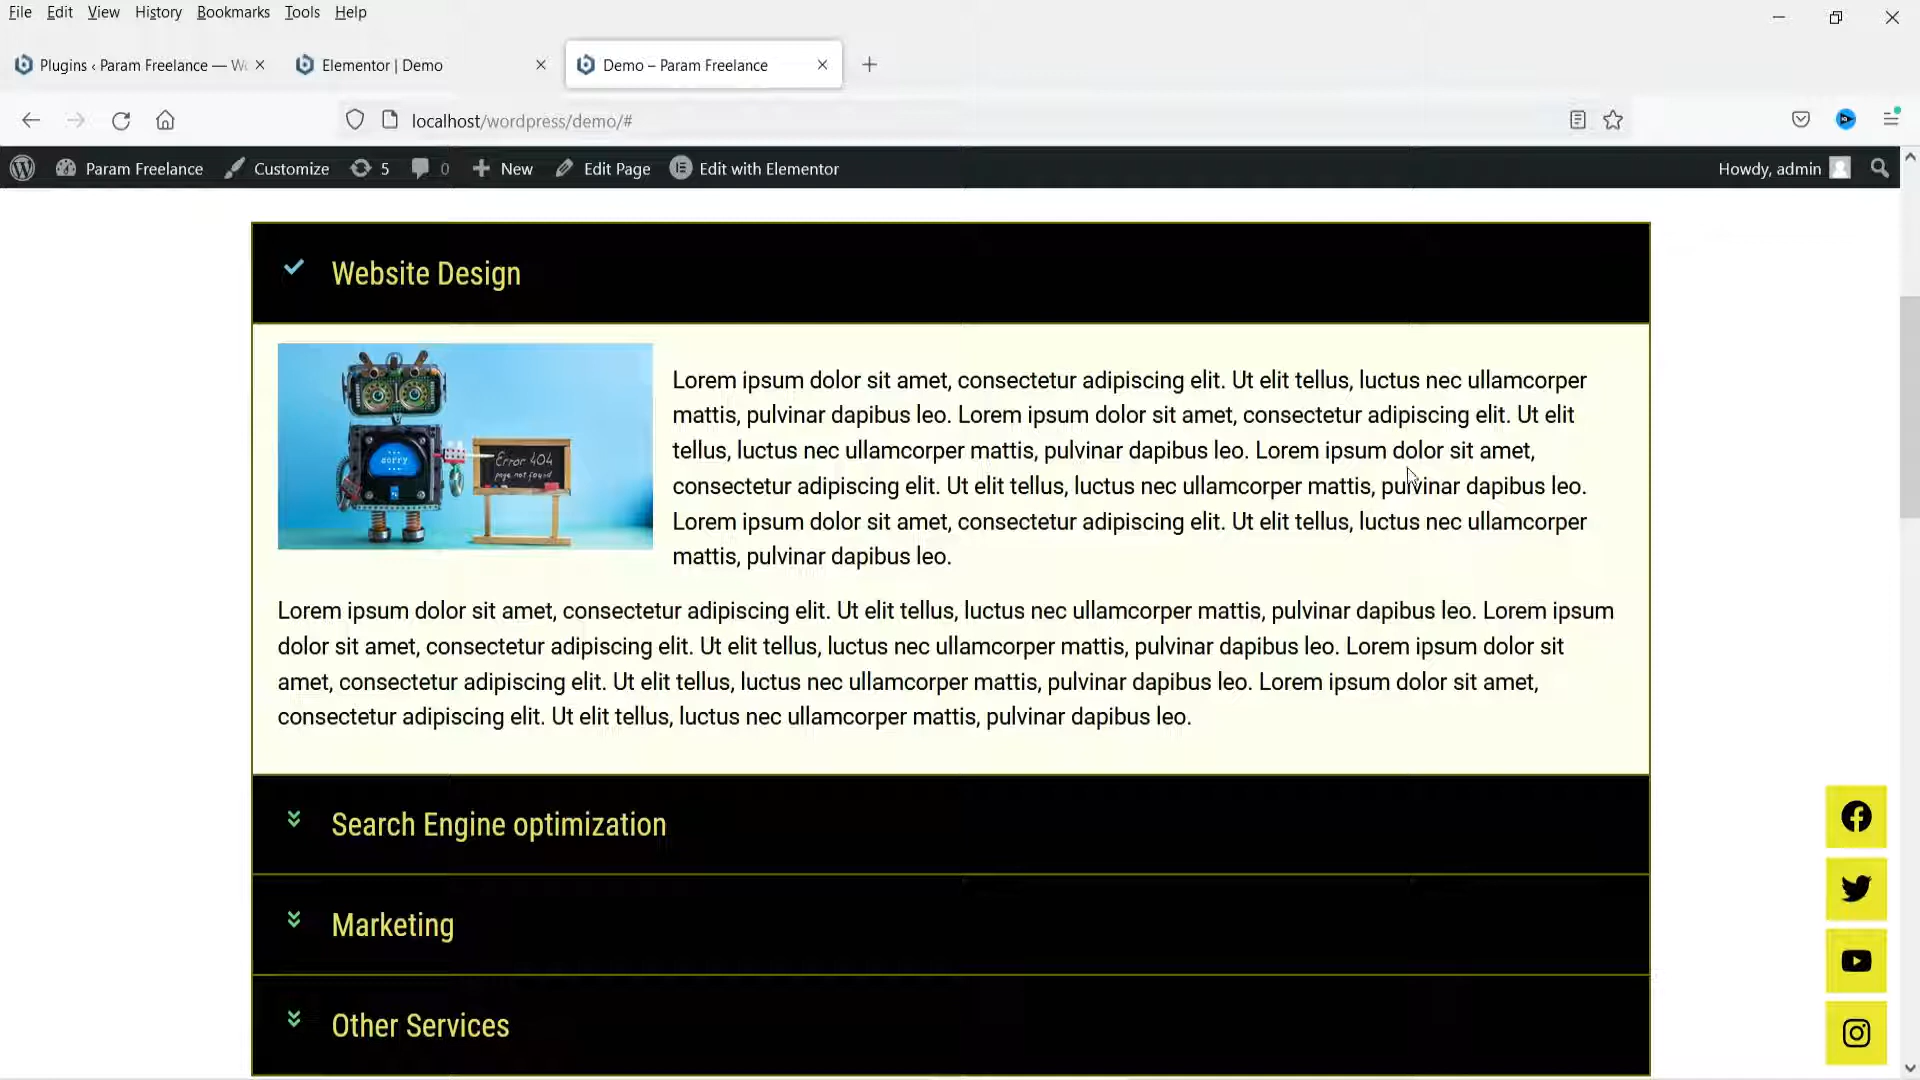 File Edit View History Bookmarks Tools Help
Plugins ‹ Param Freelance — Wo
Elementor | Demo
Demo – Param Freelance
localhost/wordpress/demo/#
Param Freelance Customize 5 0 New Edit Page Edit with Elementor Howdy, admin
Website Design
sorry
Error 404
page not found
Lorem ipsum dolor sit amet, consectetur adipiscing elit. Ut elit tellus, luctus nec ullamcorper
mattis, pulvinar dapibus leo. Lorem ipsum dolor sit amet, consectetur adipiscing elit. Ut elit
tellus, luctus nec ullamcorper mattis, pulvinar dapibus leo. Lorem ipsum dolor sit amet,
consectetur adipiscing elit. Ut elit tellus, luctus nec ullamcorper mattis, pulvinar dapibus leo.
Lorem ipsum dolor sit amet, consectetur adipiscing elit. Ut elit tellus, luctus nec ullamcorper
mattis, pulvinar dapibus leo.
Lorem ipsum dolor sit amet, consectetur adipiscing elit. Ut elit tellus, luctus nec ullamcorper mattis, pulvinar dapibus leo. Lorem ipsum
dolor sit amet, consectetur adipiscing elit. Ut elit tellus, luctus nec ullamcorper mattis, pulvinar dapibus leo. Lorem ipsum dolor sit
amet, consectetur adipiscing elit. Ut elit tellus, luctus nec ullamcorper mattis, pulvinar dapibus leo. Lorem ipsum dolor sit amet,
consectetur adipiscing elit. Ut elit tellus, luctus nec ullamcorper mattis, pulvinar dapibus leo.
Search Engine optimization
Marketing
Other Services